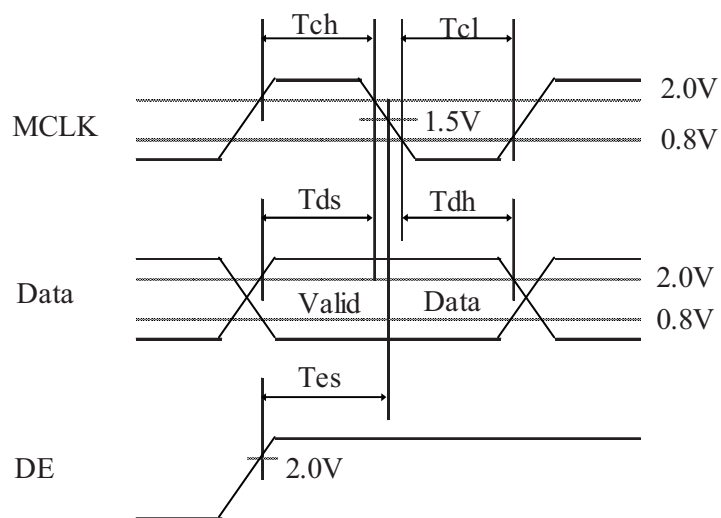 Tch Tcl
2.0V
MCLK 1.5V
0.8V
Tds Tdh
Data 2.0V
Valid Data
0.8V
Tes
DE 2.0V